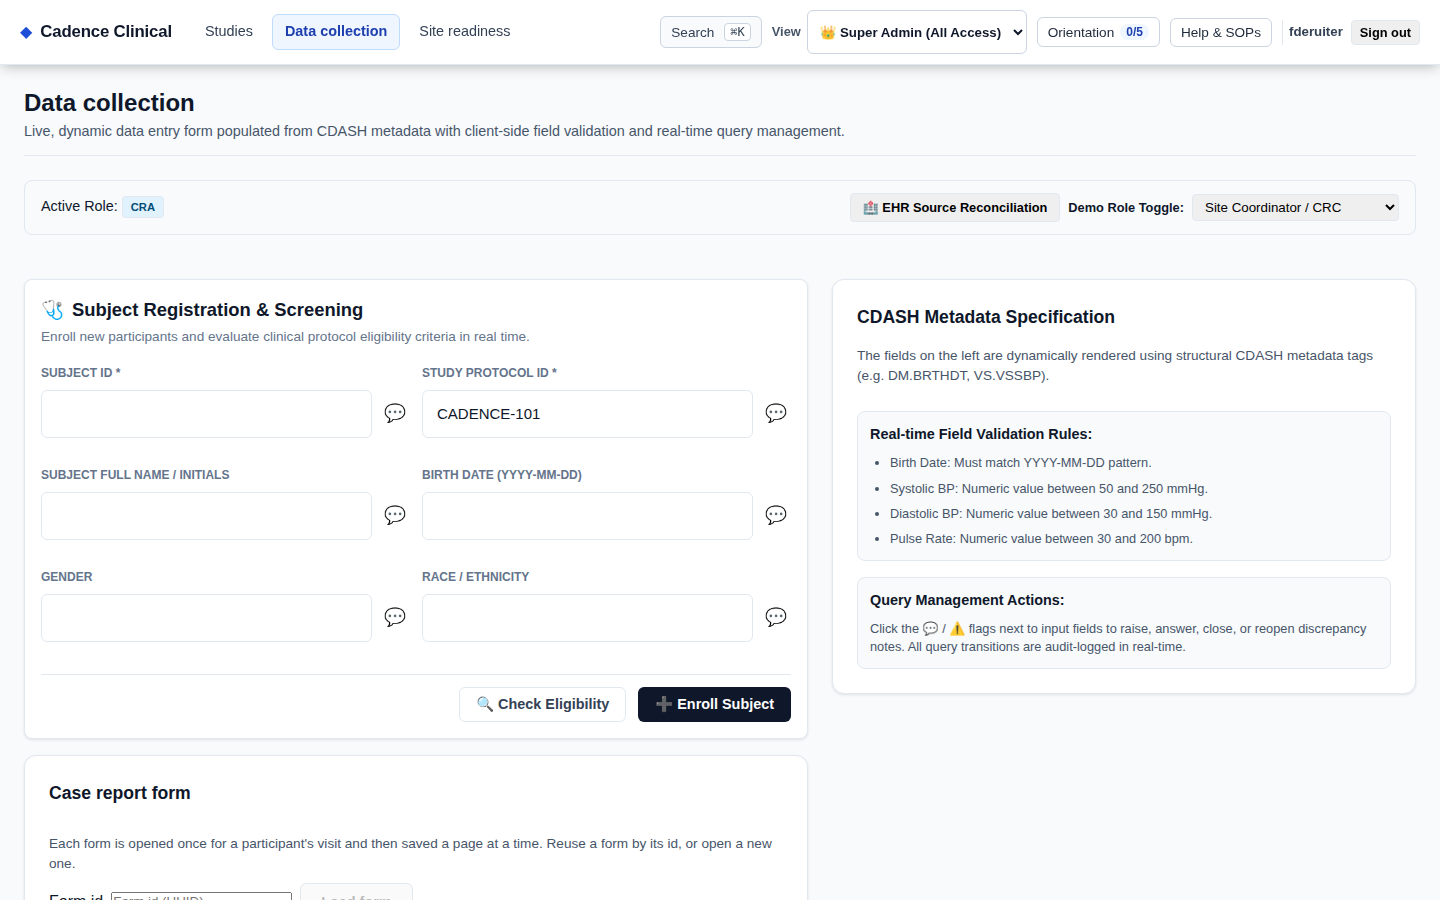 Cadence Clinical
Studies
Data collection
Site readiness
Search ⌘K
View
👑 Super Admin (All Access)
Orientation 0/5
Help & SOPs
fderuiter
Sign out
Data collection
Live, dynamic data entry form populated from CDASH metadata with client-side field validation and real-time query management.
Active Role: CRA
🏥 EHR Source Reconciliation
Demo Role Toggle:
Site Coordinator / CRC
🩺 Subject Registration & Screening
Enroll new participants and evaluate clinical protocol eligibility criteria in real time.
SUBJECT ID *
STUDY PROTOCOL ID *
CADENCE-101
SUBJECT FULL NAME / INITIALS
BIRTH DATE (YYYY-MM-DD)
GENDER
RACE / ETHNICITY
🔍 Check Eligibility
➕ Enroll Subject
CDASH Metadata Specification
The fields on the left are dynamically rendered using structural CDASH metadata tags
(e.g. DM.BRTHDT, VS.VSSBP).
Real-time Field Validation Rules:
• Birth Date: Must match YYYY-MM-DD pattern.
• Systolic BP: Numeric value between 50 and 250 mmHg.
• Diastolic BP: Numeric value between 30 and 150 mmHg.
• Pulse Rate: Numeric value between 30 and 200 bpm.
Query Management Actions:
Click the 💬 / ⚠️ flags next to input fields to raise, answer, close, or reopen discrepancy
notes. All query transitions are audit-logged in real-time.
Case report form
Each form is opened once for a participant's visit and then saved a page at a time. Reuse a form by its id, or open a new
one.
Form id
Form id (UUID)
Load form